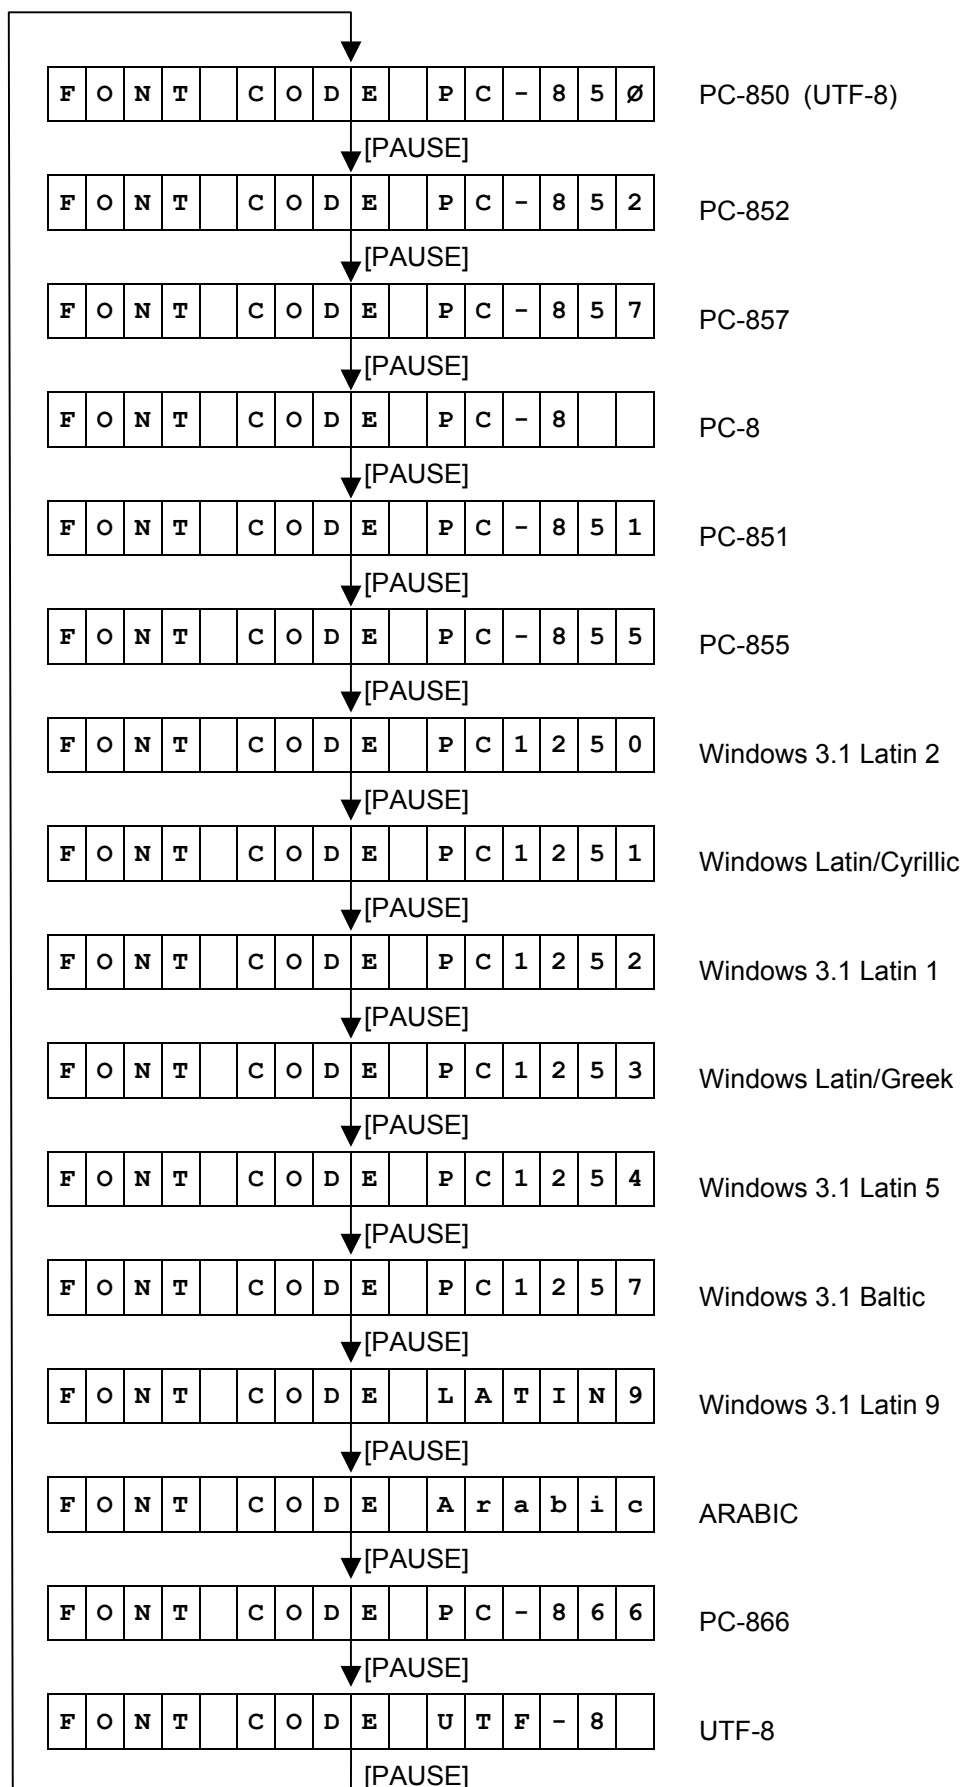 FONT CODE PC-85Ø PC-850 (UTF-8)
[PAUSE]
FONT CODE PC-852 PC-852
[PAUSE]
FONT CODE PC-857 PC-857
[PAUSE]
FONT CODE PC-8 PC-8
[PAUSE]
FONT CODE PC-851 PC-851
[PAUSE]
FONT CODE PC-855 PC-855
[PAUSE]
FONT CODE PC1250 Windows 3.1 Latin 2
[PAUSE]
FONT CODE PC1251 Windows Latin/Cyrillic
[PAUSE]
FONT CODE PC1252 Windows 3.1 Latin 1
[PAUSE]
FONT CODE PC1253 Windows Latin/Greek
[PAUSE]
FONT CODE PC1254 Windows 3.1 Latin 5
[PAUSE]
FONT CODE PC1257 Windows 3.1 Baltic
[PAUSE]
FONT CODE LATIN9 Windows 3.1 Latin 9
[PAUSE]
FONT CODE Arabic ARABIC
[PAUSE]
FONT CODE PC-866 PC-866
[PAUSE]
FONT CODE UTF-8 UTF-8
[PAUSE]